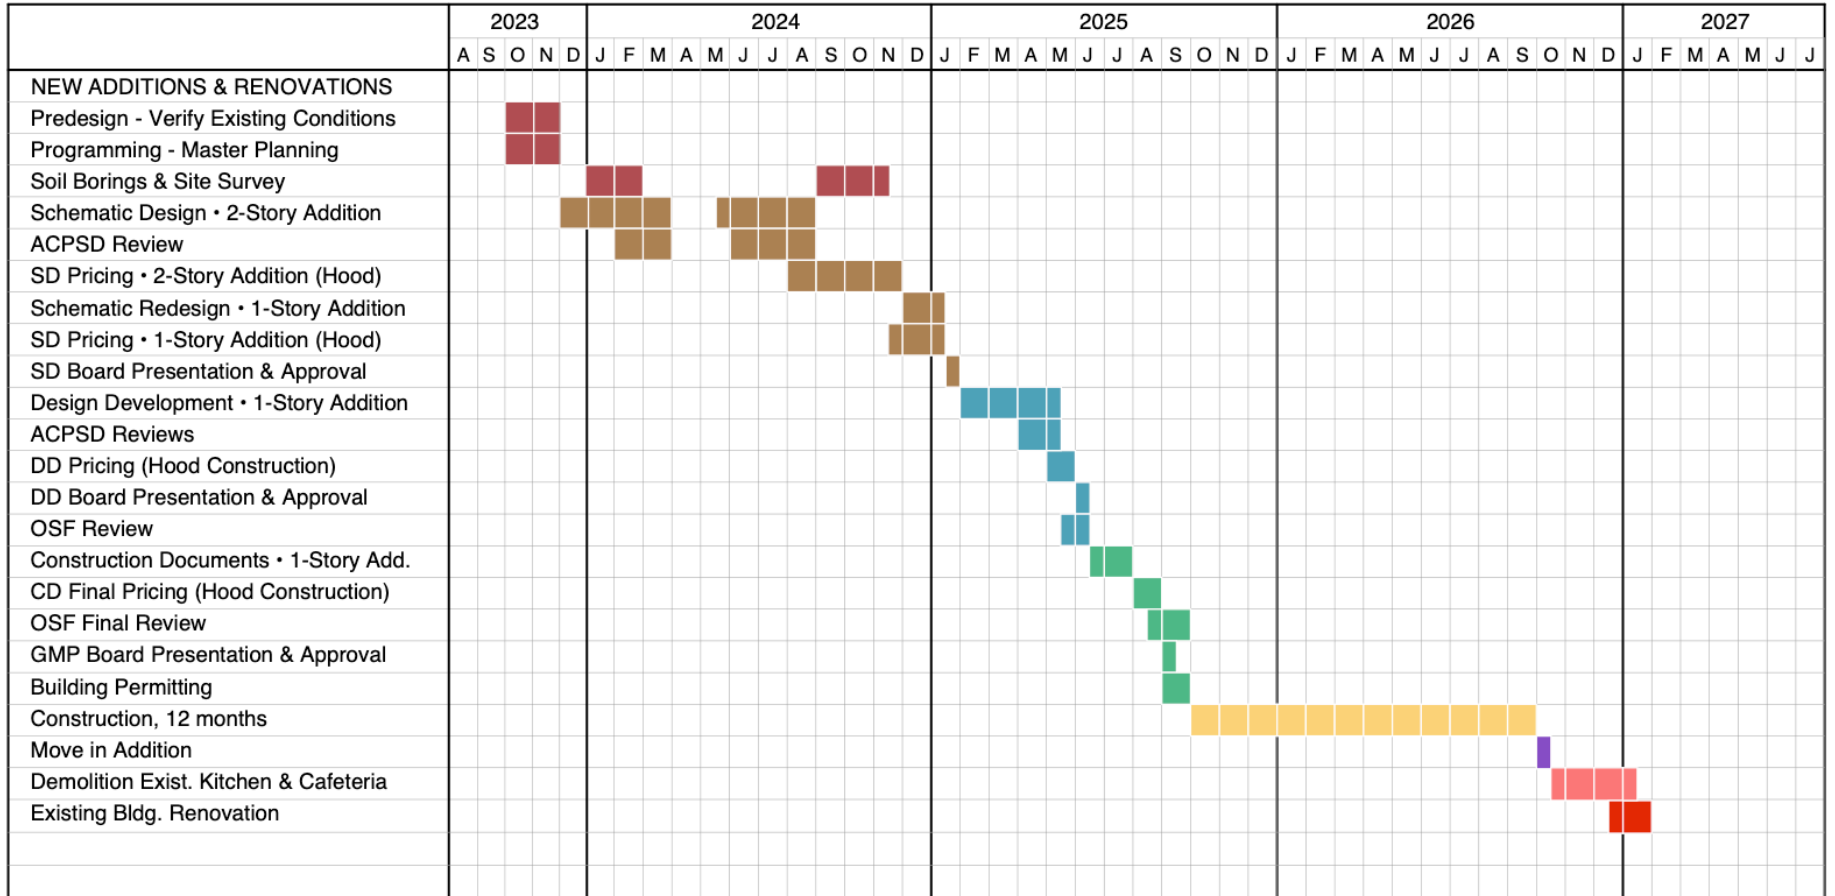 2023 2024 2025 2026 2027
A S O N D J F M A M J J A S O N D J F M A M J J A S O N D J F M A M J J A S O N D J F M A M J J
NEW ADDITIONS & RENOVATIONS
Predesign - Verify Existing Conditions
Programming - Master Planning
Soil Borings & Site Survey
Schematic Design • 2-Story Addition
ACPSD Review
SD Pricing • 2-Story Addition (Hood)
Schematic Redesign • 1-Story Addition
SD Pricing • 1-Story Addition (Hood)
SD Board Presentation & Approval
Design Development • 1-Story Addition
ACPSD Reviews
DD Pricing (Hood Construction)
DD Board Presentation & Approval
OSF Review
Construction Documents • 1-Story Add.
CD Final Pricing (Hood Construction)
OSF Final Review
GMP Board Presentation & Approval
Building Permitting
Construction, 12 months
Move in Addition
Demolition Exist. Kitchen & Cafeteria
Existing Bldg. Renovation